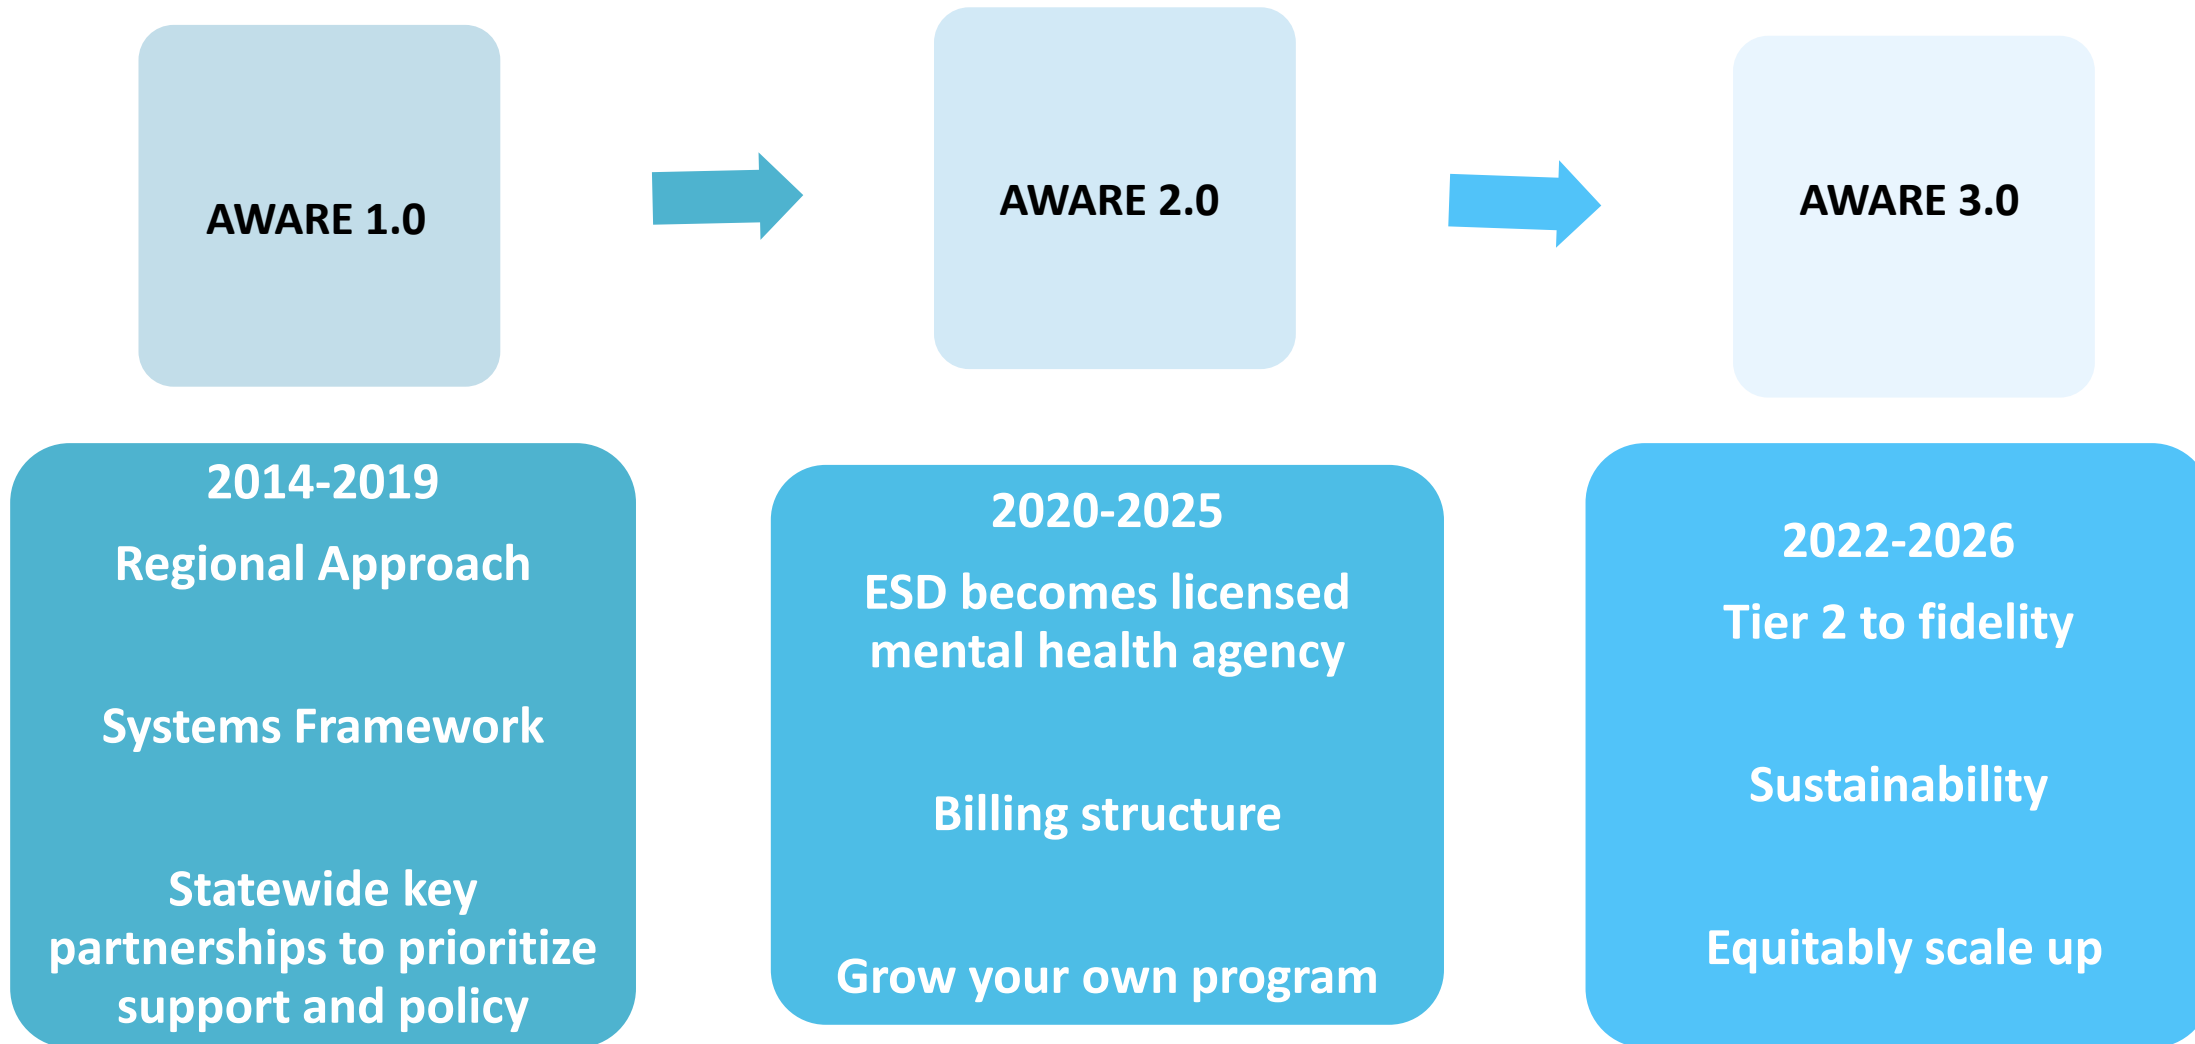 AWARE 1.0
AWARE 2.0
AWARE 3.0
2014-2019
Regional Approach
Systems Framework
Statewide key
partnerships to prioritize
support and policy
2020-2025
ESD becomes licensed
mental health agency
Billing structure
Grow your own program
2022-2026
Tier 2 to fidelity
Sustainability
Equitably scale up